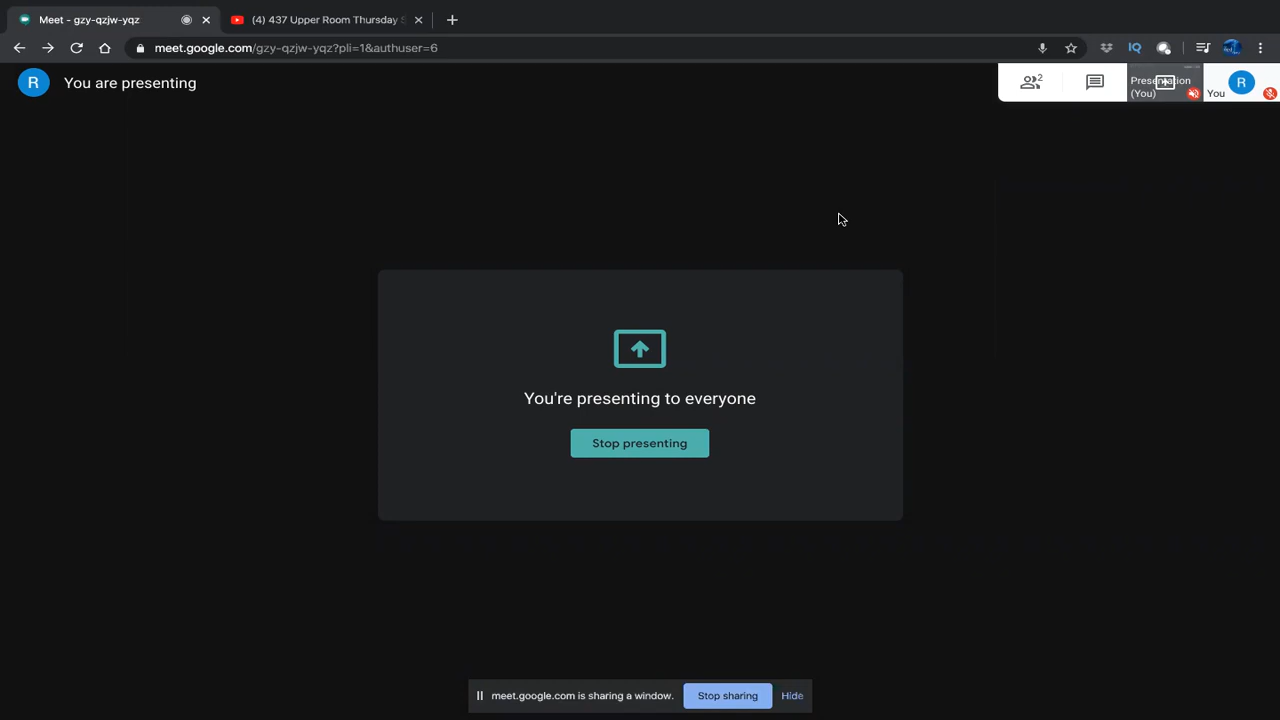 Meet - gzy-qzjw-yqz
(4) 437 Upper Room Thursday
meet.google.com/gzy-qzjw-yqz?pli=1&authuser=6
IQ
R
You are presenting
2
Presentation
(You)
You
R
You're presenting to everyone
Stop presenting
meet.google.com is sharing a window.
Stop sharing
Hide